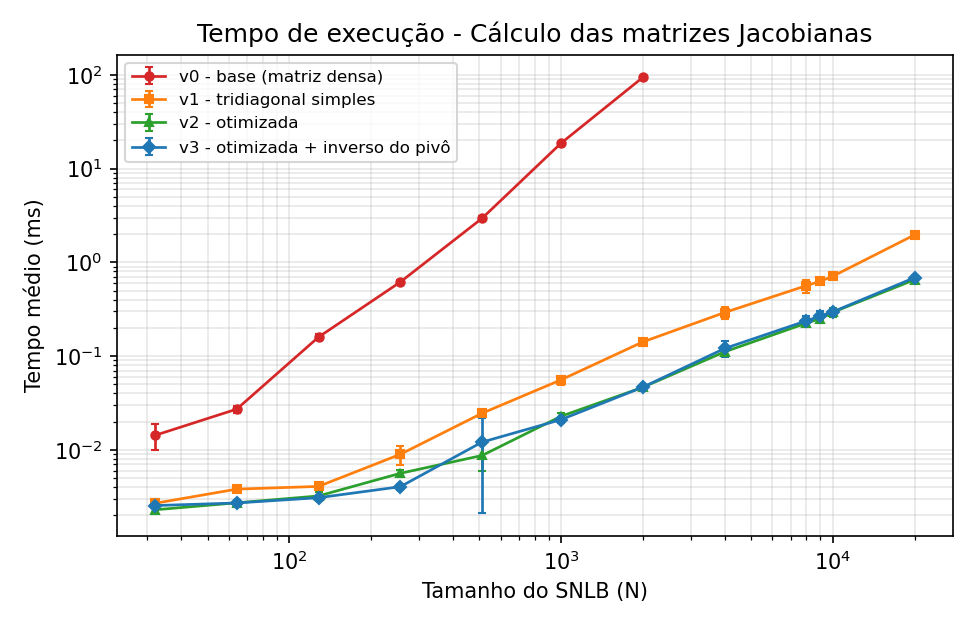 Tempo de execução - Cálculo das matrizes Jacobianas
v0 - base (matriz densa)
v1 - tridiagonal simples
v2 - otimizada
v3 - otimizada + inverso do pivô
Tempo médio (ms)
10²
10¹
10⁰
10⁻¹
10⁻²
10² 10³ 10⁴
Tamanho do SNLB (N)